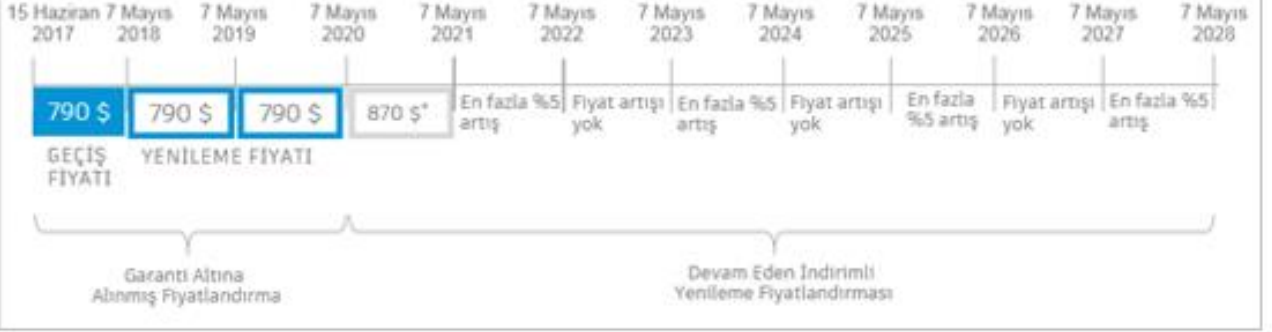 15 Haziran 7 Mayıs 7 Mayıs 7 Mayıs 7 Mayıs 7 Mayıs 7 Mayıs 7 Mayıs 7 Mayıs 7 Mayıs 7 Mayıs 7 Mayıs
2017 2018 2019 2020 2021 2022 2023 2024 2025 2026 2027 2028
790 $ 790 $ 790 $ 870 $*
En fazla %5 artış
Fiyat artışı yok
En fazla %5 artış
Fiyat artışı yok
En fazla %5 artış
Fiyat artışı yok
En fazla %5 artış
GEÇİŞ
FİYATI
YENİLEME FİYATI
Garanti Altına
Alınmış Fiyatlandırma
Devam Eden İndirimli
Yenileme Fiyatlandırması